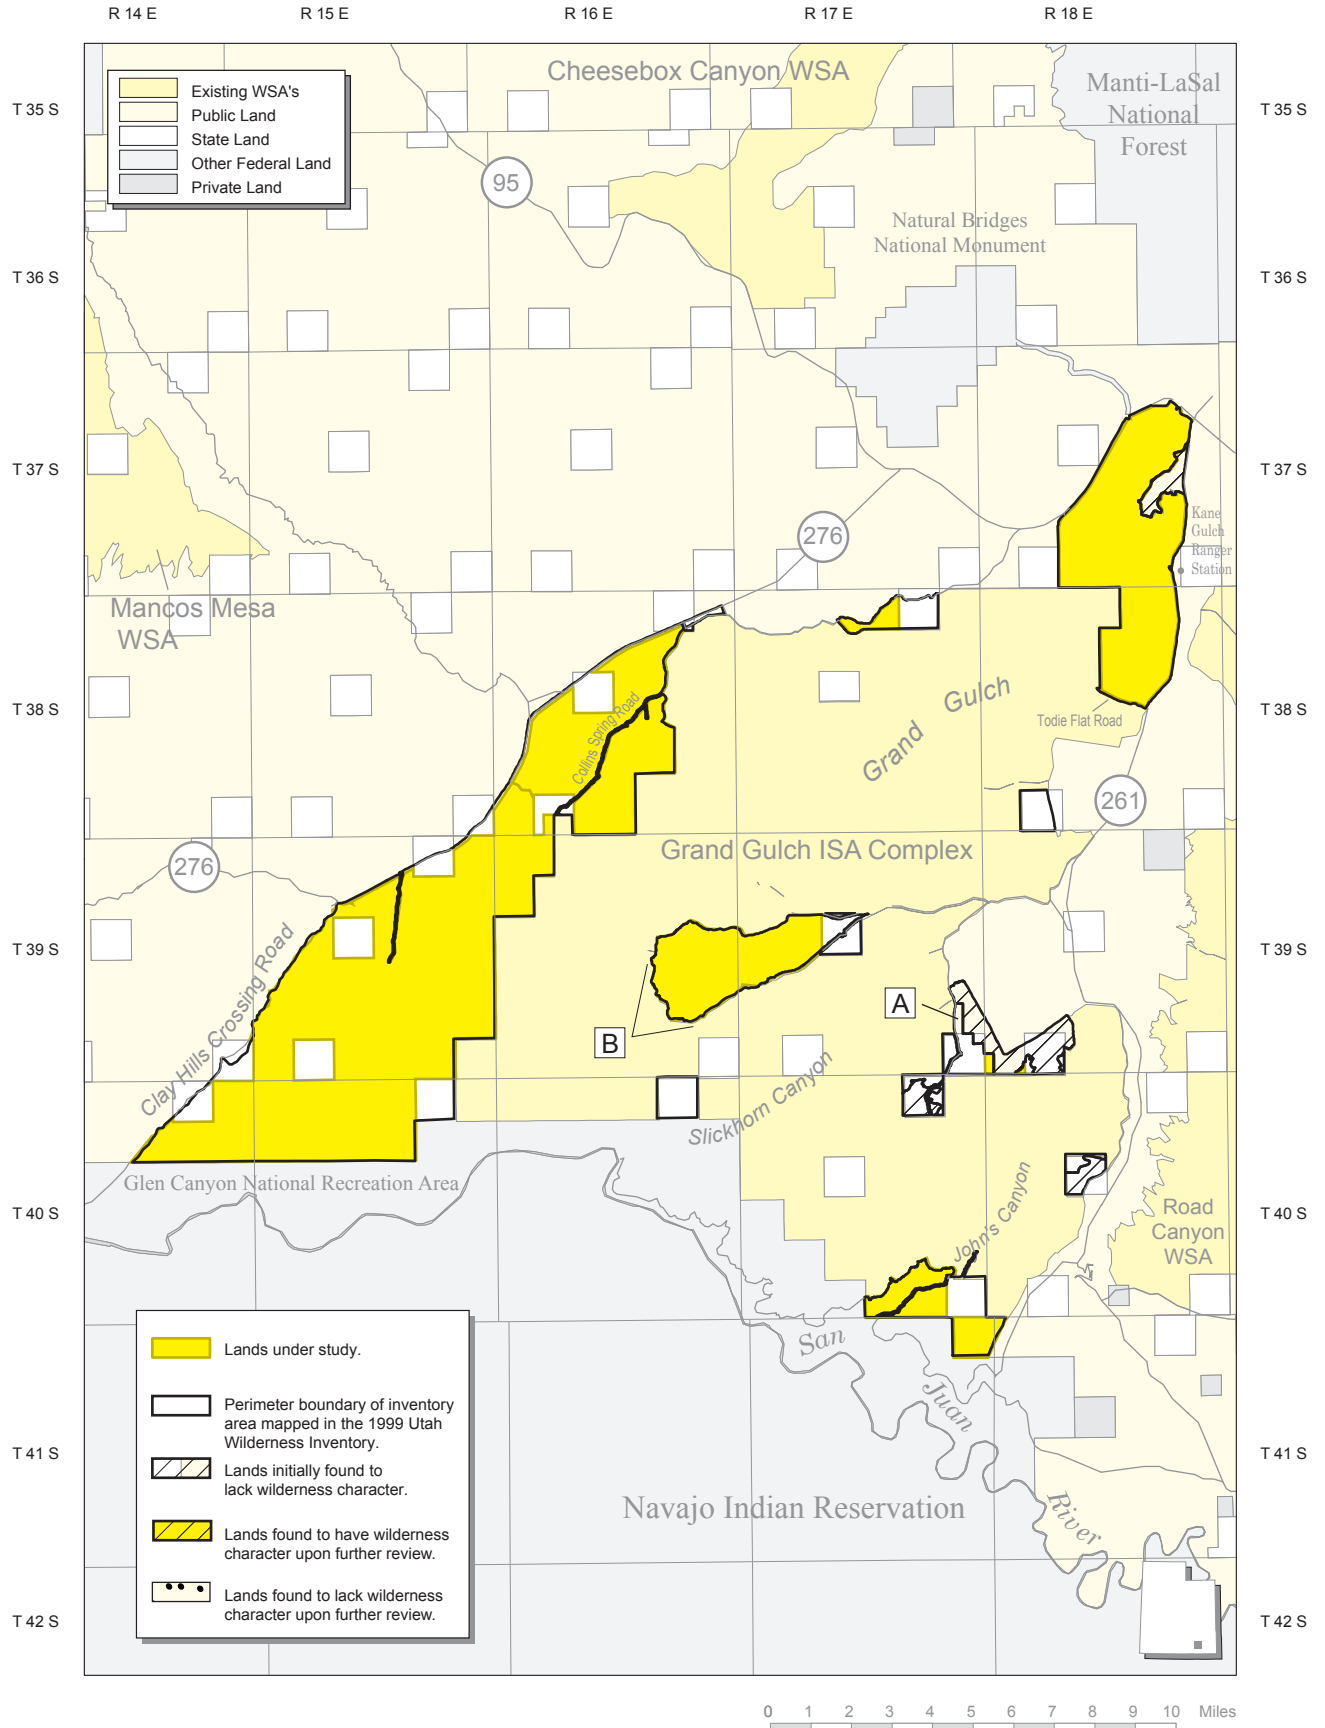 R 14 E
R 15 E
R 16 E
R 17 E
R 18 E
Existing WSA's
Public Land
State Land
Other Federal Land
Private Land
Cheesebox Canyon WSA
Manti-LaSal
National
Forest
T 35 S
T 35 S
95
Natural Bridges
National Monument
T 36 S
T 36 S
T 37 S
T 37 S
276
Kane
Gulch
Ranger
Station
Mancos Mesa
WSA
T 38 S
T 38 S
Collins Spring Road
Grand Gulch
Todie Flat Road
261
Grand Gulch ISA Complex
276
T 39 S
T 39 S
Clay Hills Crossing Road
A
B
Slickhorn Canyon
Glen Canyon National Recreation Area
T 40 S
T 40 S
John's Canyon
Road
Canyon
WSA
San
Juan
River
Lands under study.
Perimeter boundary of inventory
area mapped in the 1999 Utah
Wilderness Inventory.
Lands initially found to
lack wilderness character.
Lands found to have wilderness
character upon further review.
Lands found to lack wilderness
character upon further review.
T 41 S
T 41 S
Navajo Indian Reservation
T 42 S
T 42 S
0 1 2 3 4 5 6 7 8 9 10 Miles